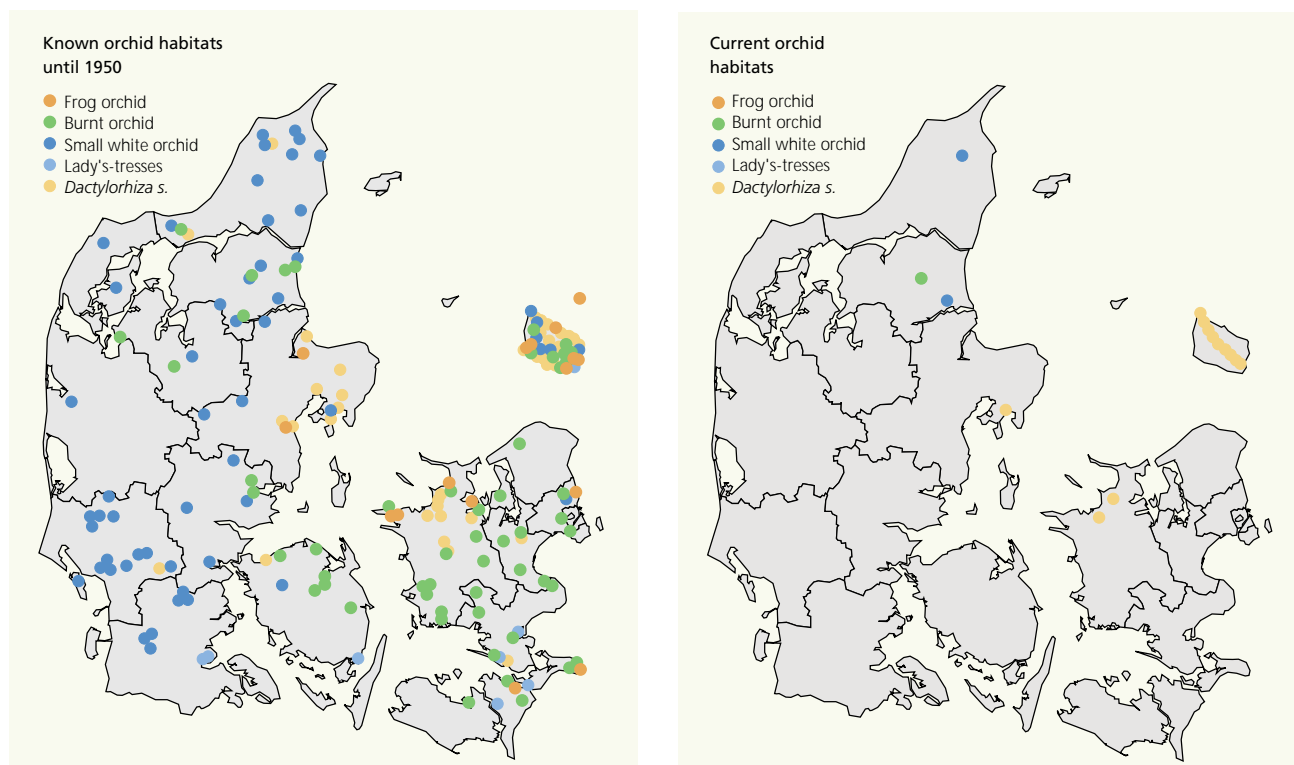 Known orchid habitats
until 1950
Frog orchid
Burnt orchid
Small white orchid
Lady's-tresses
Dactylorhiza s.
Current orchid
habitats
Frog orchid
Burnt orchid
Small white orchid
Lady's-tresses
Dactylorhiza s.